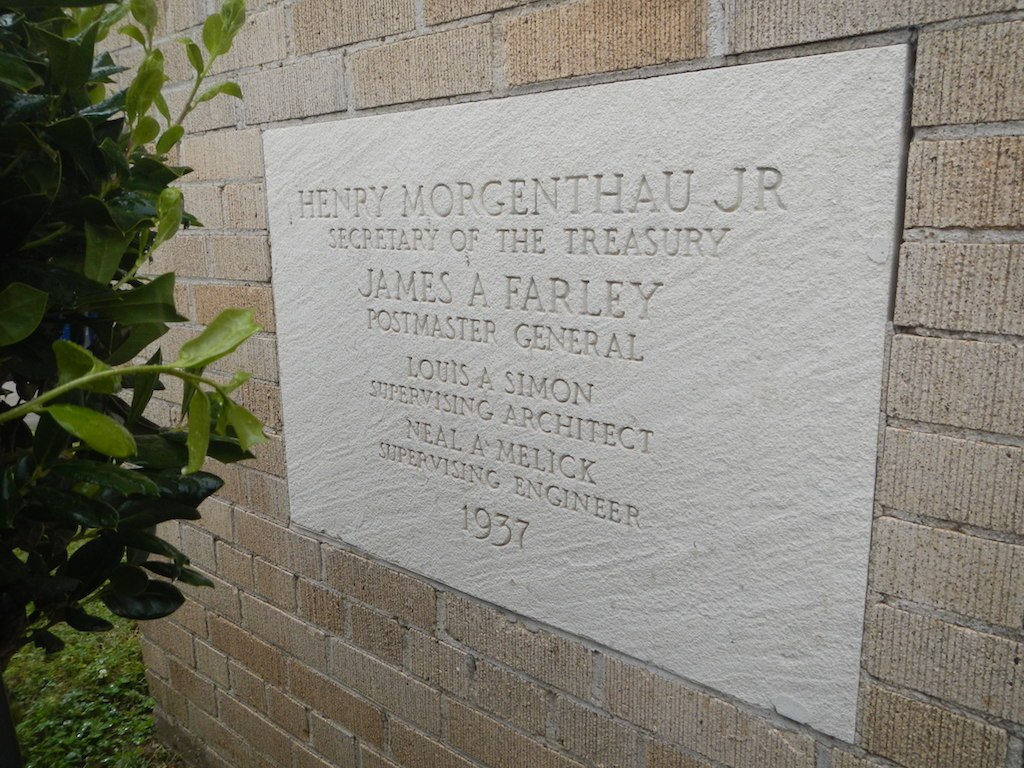 HENRY MORGENTHAU JR
SECRETARY OF THE TREASURY
JAMES A FARLEY
POSTMASTER GENERAL
LOUIS A SIMON
SUPERVISING ARCHITECT
NEAL A MELICK
SUPERVISING ENGINEER
1937